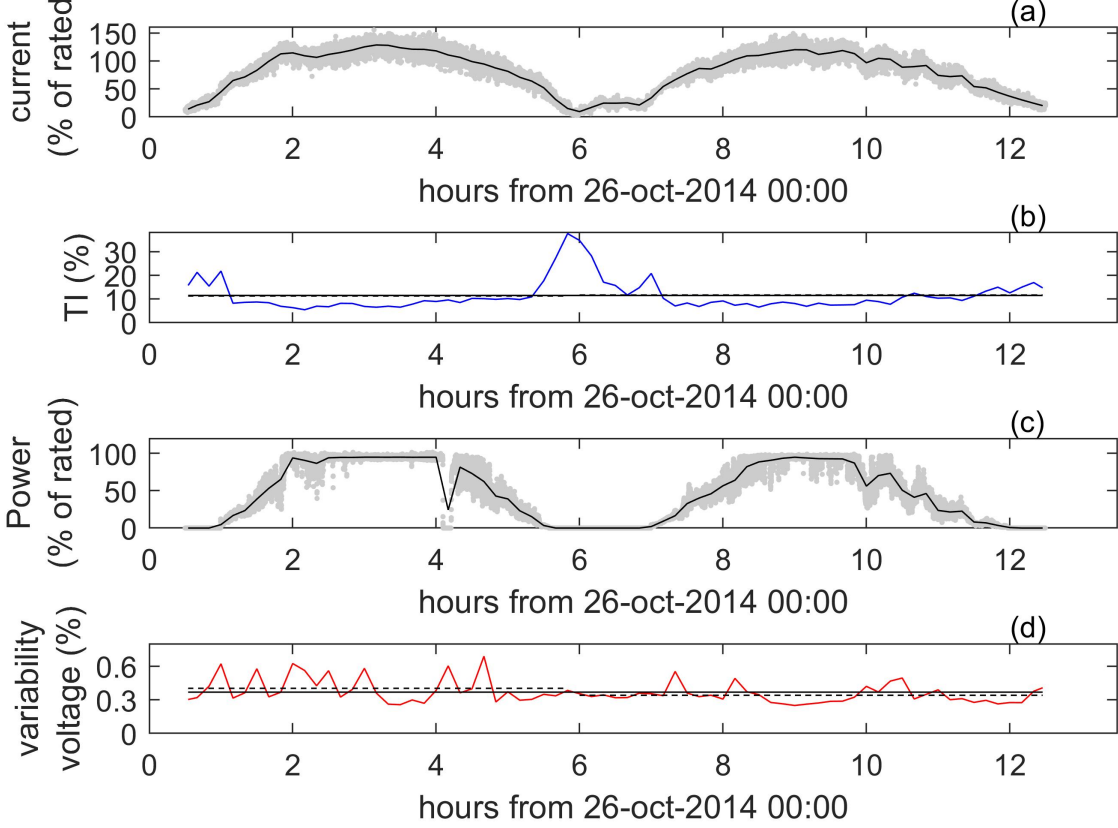 (a)
current
(% of rated)
150
100
50
0
0 2 4 6 8 10 12
hours from 26-oct-2014 00:00
(b)
TI (%)
30
20
10
0
0 2 4 6 8 10 12
hours from 26-oct-2014 00:00
(c)
Power
(% of rated)
100
50
0
0 2 4 6 8 10 12
hours from 26-oct-2014 00:00
(d)
variability
voltage (%)
0.6
0.3
0
0 2 4 6 8 10 12
hours from 26-oct-2014 00:00